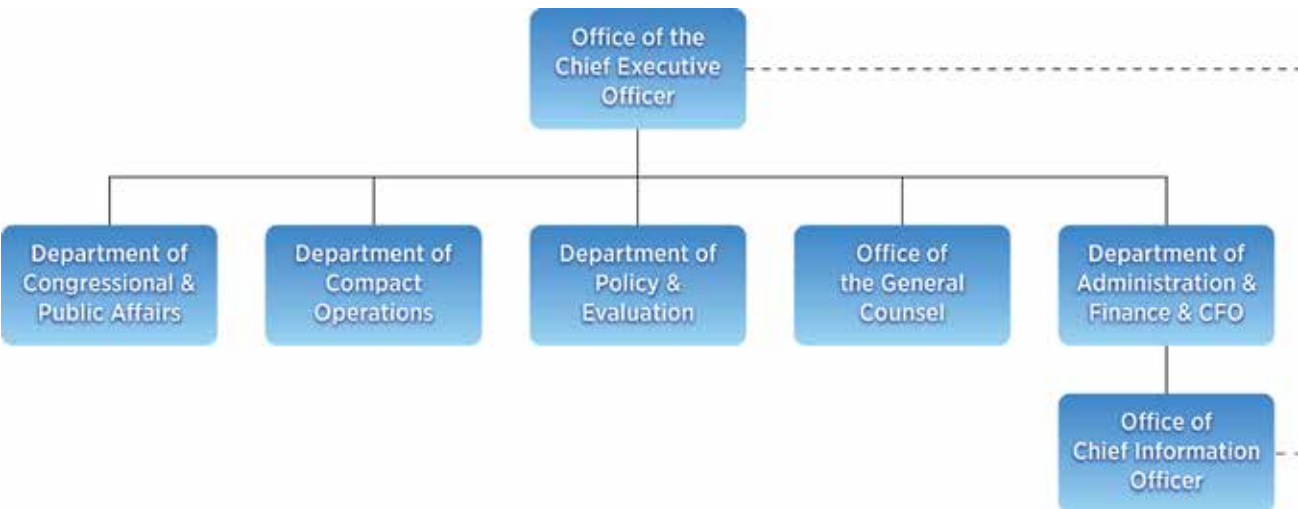 Office of the
Chief Executive
Officer
Department of
Congressional &
Public Affairs
Department of
Compact
Operations
Department of
Policy &
Evaluation
Office of
the General
Counsel
Department of
Administration &
Finance & CFO
Office of
Chief Information
Officer